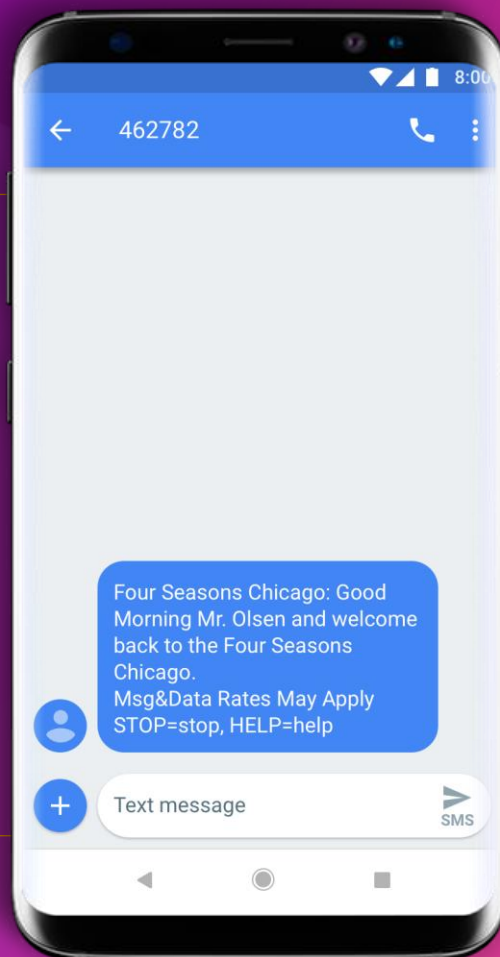 8:00
462782
Four Seasons Chicago: Good
Morning Mr. Olsen and welcome
back to the Four Seasons
Chicago.
Msg&Data Rates May Apply
STOP=stop, HELP=help
Text message
SMS